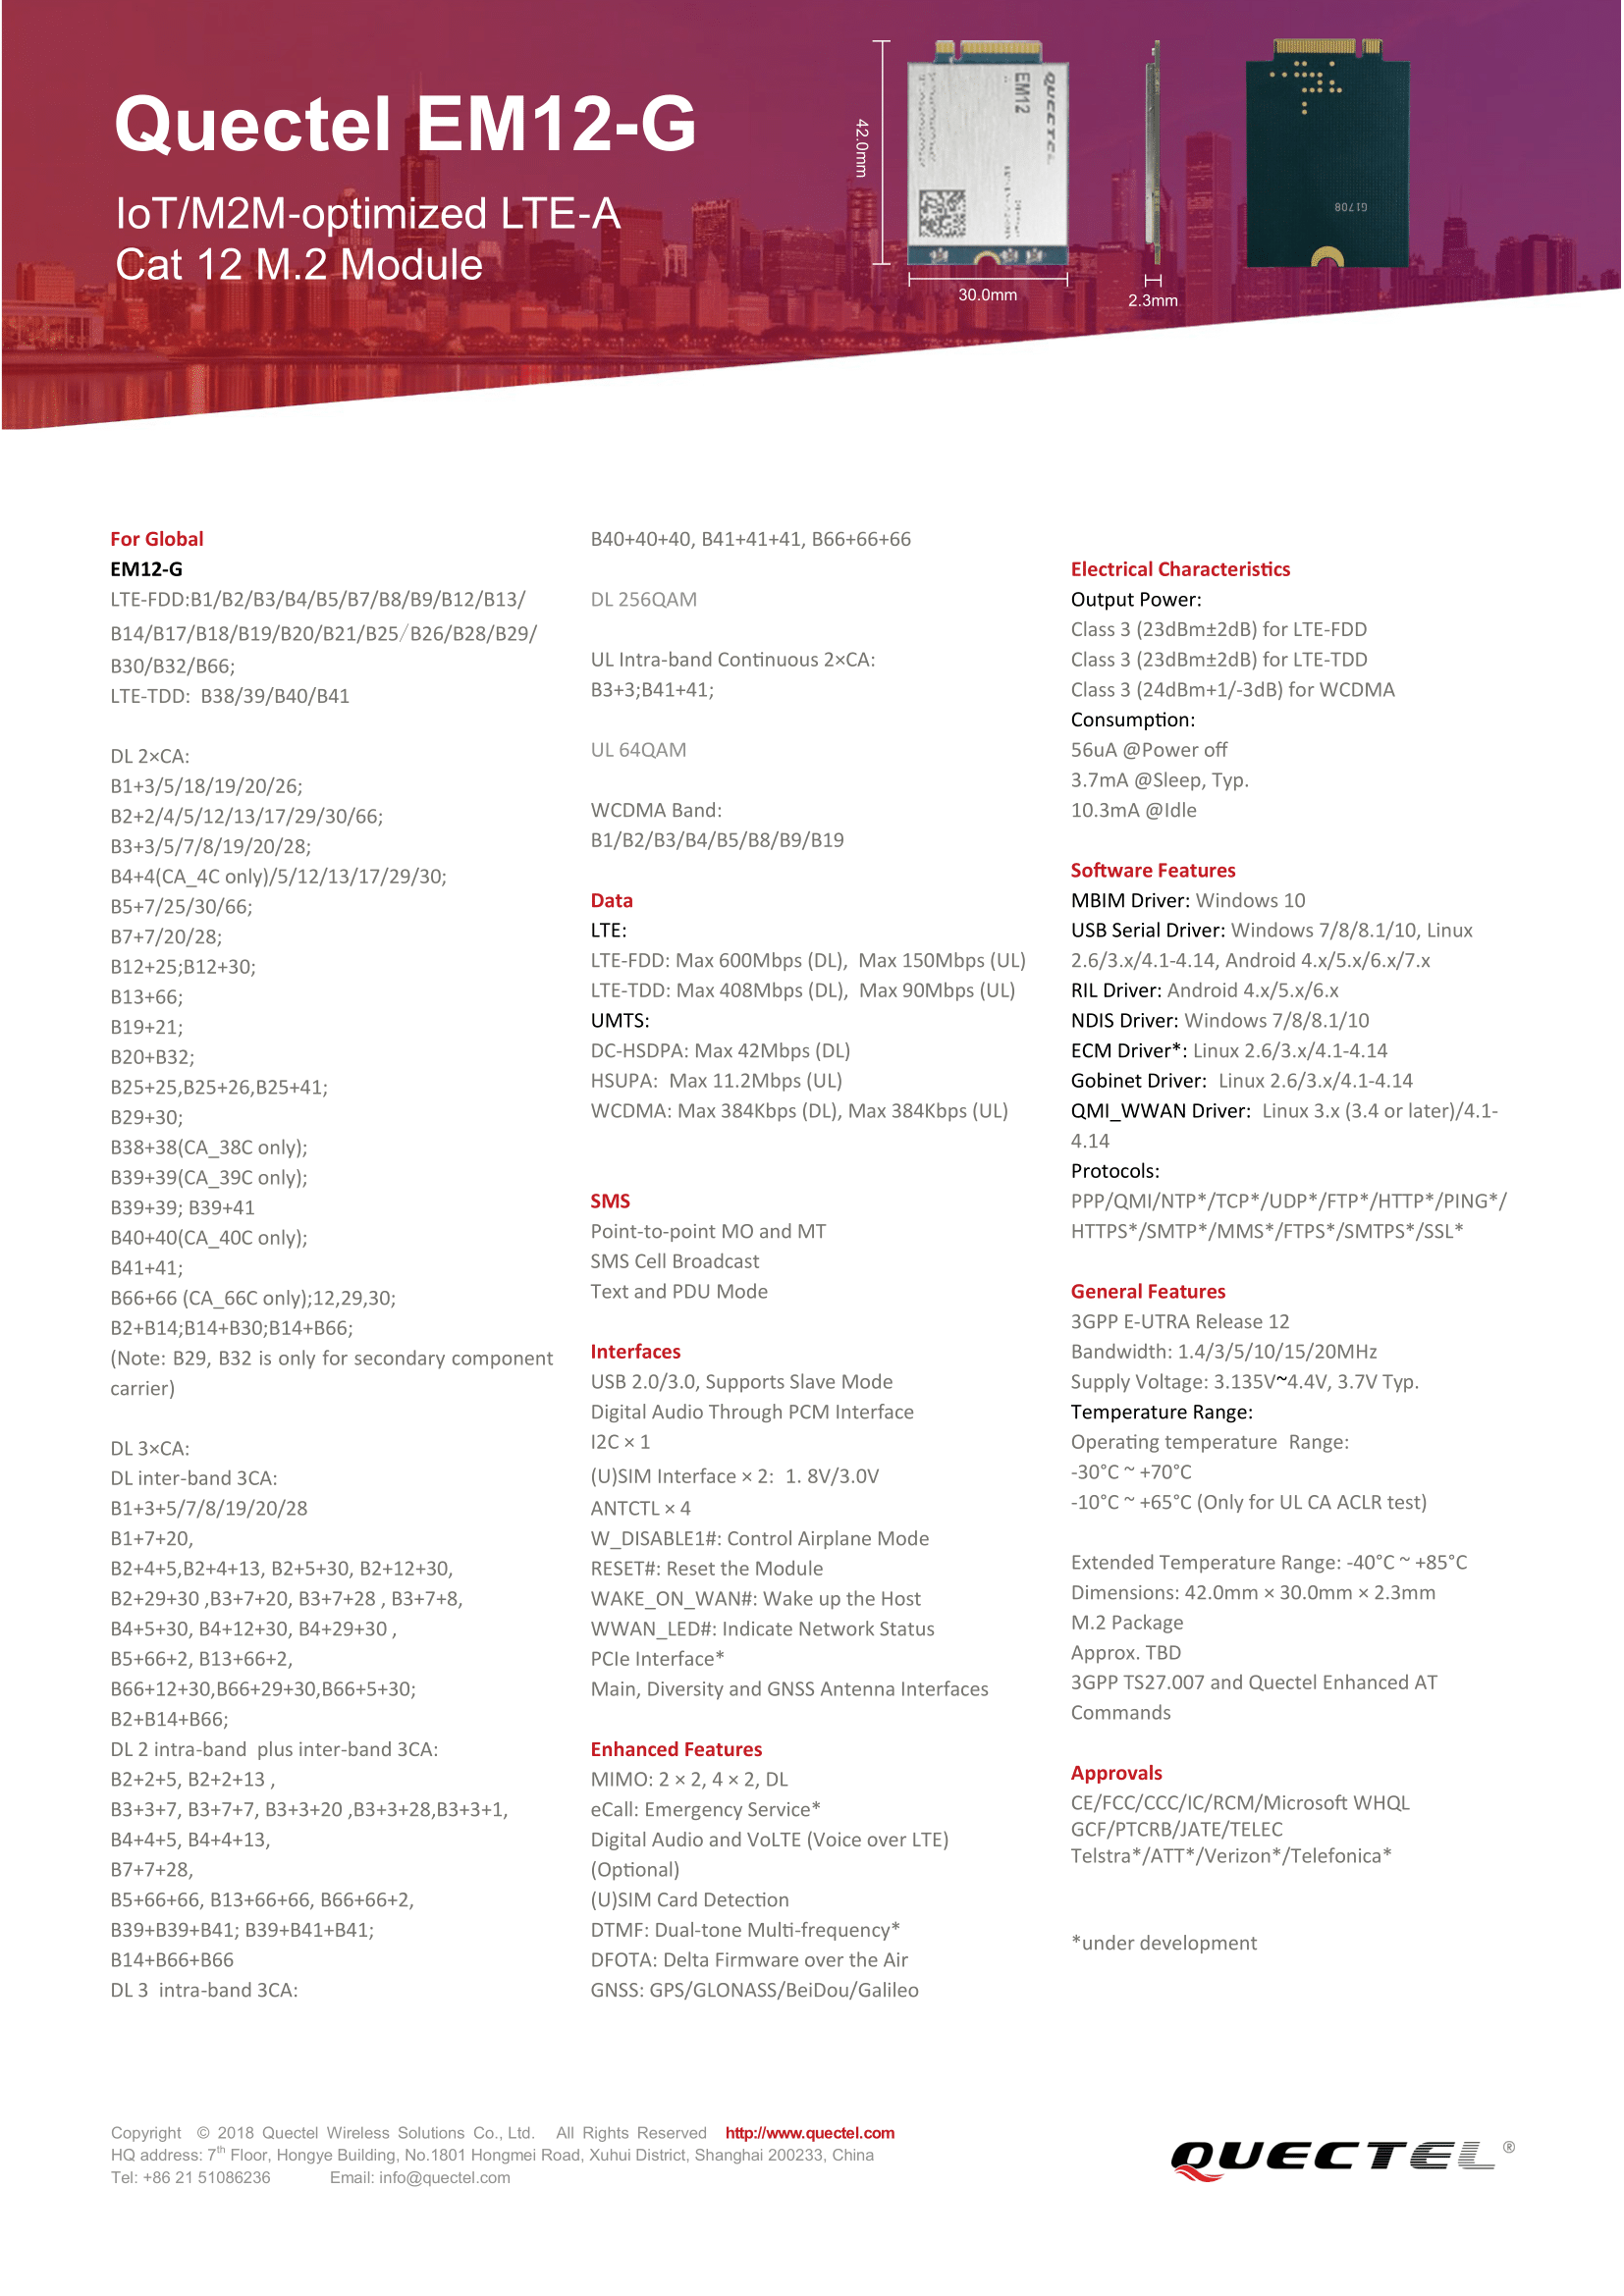 Quectel EM12-G
IoT/M2M-optimized LTE-A
Cat 12 M.2 Module
42.0mm
QUECTEL
EM12
30.0mm
2.3mm
G1708
For Global
EM12-G
LTE-FDD:B1/B2/B3/B4/B5/B7/B8/B9/B12/B13/
B14/B17/B18/B19/B20/B21/B25/B26/B28/B29/
B30/B32/B66;
LTE-TDD: B38/39/B40/B41
DL 2×CA:
B1+3/5/18/19/20/26;
B2+2/4/5/12/13/17/29/30/66;
B3+3/5/7/8/19/20/28;
B4+4(CA_4C only)/5/12/13/17/29/30;
B5+7/25/30/66;
B7+7/20/28;
B12+25;B12+30;
B13+66;
B19+21;
B20+B32;
B25+25,B25+26,B25+41;
B29+30;
B38+38(CA_38C only);
B39+39(CA_39C only);
B39+39; B39+41
B40+40(CA_40C only);
B41+41;
B66+66 (CA_66C only);12,29,30;
B2+B14;B14+B30;B14+B66;
(Note: B29, B32 is only for secondary component
carrier)
DL 3×CA:
DL inter-band 3CA:
B1+3+5/7/8/19/20/28
B1+7+20,
B2+4+5,B2+4+13, B2+5+30, B2+12+30,
B2+29+30 ,B3+7+20, B3+7+28 , B3+7+8,
B4+5+30, B4+12+30, B4+29+30 ,
B5+66+2, B13+66+2,
B66+12+30,B66+29+30,B66+5+30;
B2+B14+B66;
DL 2 intra-band plus inter-band 3CA:
B2+2+5, B2+2+13 ,
B3+3+7, B3+7+7, B3+3+20 ,B3+3+28,B3+3+1,
B4+4+5, B4+4+13,
B7+7+28,
B5+66+66, B13+66+66, B66+66+2,
B39+B39+B41; B39+B41+B41;
B14+B66+B66
DL 3 intra-band 3CA:
B40+40+40, B41+41+41, B66+66+66
DL 256QAM
UL Intra-band Continuous 2×CA:
B3+3;B41+41;
UL 64QAM
WCDMA Band:
B1/B2/B3/B4/B5/B8/B9/B19
Data
LTE:
LTE-FDD: Max 600Mbps (DL), Max 150Mbps (UL)
LTE-TDD: Max 408Mbps (DL), Max 90Mbps (UL)
UMTS:
DC-HSDPA: Max 42Mbps (DL)
HSUPA: Max 11.2Mbps (UL)
WCDMA: Max 384Kbps (DL), Max 384Kbps (UL)
SMS
Point-to-point MO and MT
SMS Cell Broadcast
Text and PDU Mode
Interfaces
USB 2.0/3.0, Supports Slave Mode
Digital Audio Through PCM Interface
I2C × 1
(U)SIM Interface × 2: 1. 8V/3.0V
ANTCTL × 4
W_DISABLE1#: Control Airplane Mode
RESET#: Reset the Module
WAKE_ON_WAN#: Wake up the Host
WWAN_LED#: Indicate Network Status
PCIe Interface*
Main, Diversity and GNSS Antenna Interfaces
Enhanced Features
MIMO: 2 × 2, 4 × 2, DL
eCall: Emergency Service*
Digital Audio and VoLTE (Voice over LTE)
(Optional)
(U)SIM Card Detection
DTMF: Dual-tone Multi-frequency*
DFOTA: Delta Firmware over the Air
GNSS: GPS/GLONASS/BeiDou/Galileo
Electrical Characteristics
Output Power:
Class 3 (23dBm±2dB) for LTE-FDD
Class 3 (23dBm±2dB) for LTE-TDD
Class 3 (24dBm+1/-3dB) for WCDMA
Consumption:
56uA @Power off
3.7mA @Sleep, Typ.
10.3mA @Idle
Software Features
MBIM Driver: Windows 10
USB Serial Driver: Windows 7/8/8.1/10, Linux
2.6/3.x/4.1-4.14, Android 4.x/5.x/6.x/7.x
RIL Driver: Android 4.x/5.x/6.x
NDIS Driver: Windows 7/8/8.1/10
ECM Driver*: Linux 2.6/3.x/4.1-4.14
Gobinet Driver: Linux 2.6/3.x/4.1-4.14
QMI_WWAN Driver: Linux 3.x (3.4 or later)/4.1-
4.14
Protocols:
PPP/QMI/NTP*/TCP*/UDP*/FTP*/HTTP*/PING*/
HTTPS*/SMTP*/MMS*/FTPS*/SMTPS*/SSL*
General Features
3GPP E-UTRA Release 12
Bandwidth: 1.4/3/5/10/15/20MHz
Supply Voltage: 3.135V~4.4V, 3.7V Typ.
Temperature Range:
Operating temperature Range:
-30°C ~ +70°C
-10°C ~ +65°C (Only for UL CA ACLR test)
Extended Temperature Range: -40°C ~ +85°C
Dimensions: 42.0mm × 30.0mm × 2.3mm
M.2 Package
Approx. TBD
3GPP TS27.007 and Quectel Enhanced AT
Commands
Approvals
CE/FCC/CCC/IC/RCM/Microsoft WHQL
GCF/PTCRB/JATE/TELEC
Telstra*/ATT*/Verizon*/Telefonica*
*under development
Copyright © 2018 Quectel Wireless Solutions Co., Ltd. All Rights Reserved http://www.quectel.com
HQ address: 7th Floor, Hongye Building, No.1801 Hongmei Road, Xuhui District, Shanghai 200233, China
Tel: +86 21 51086236 Email: info@quectel.com
QUECTEL®